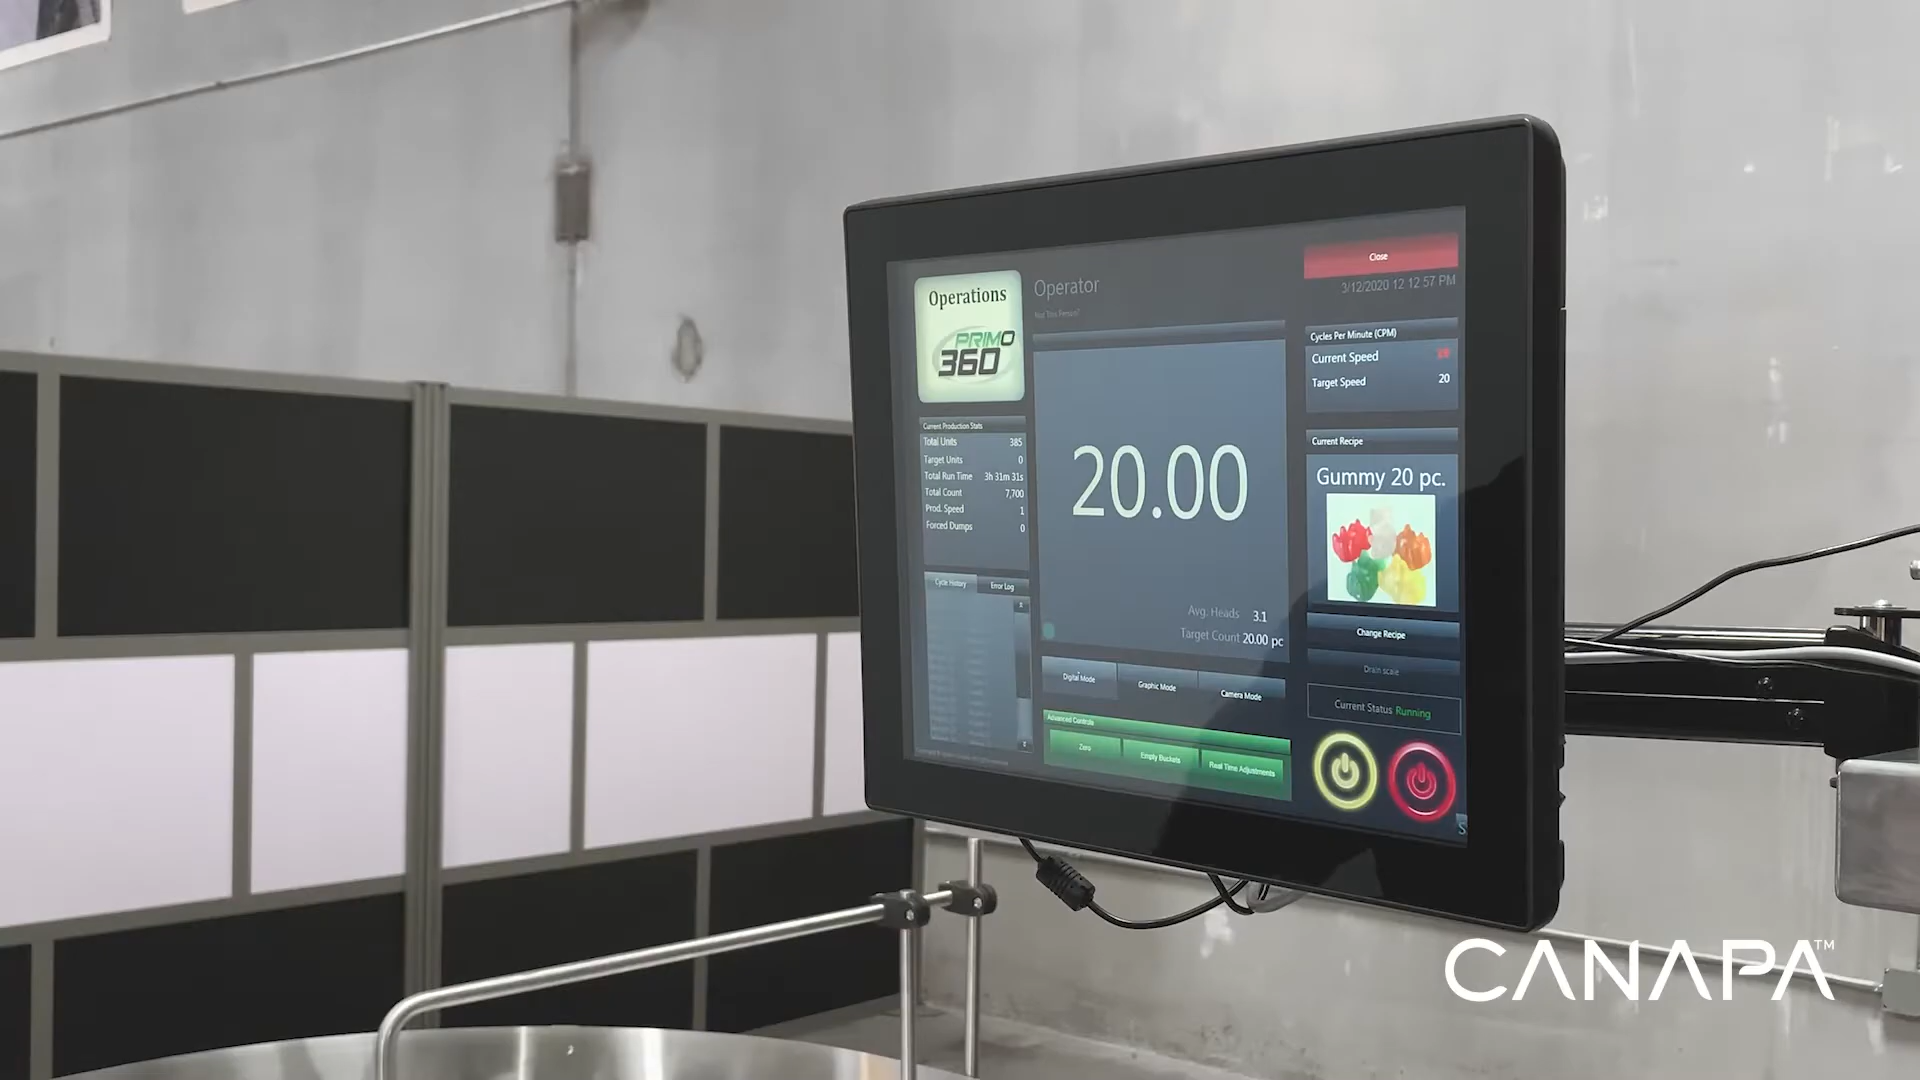 Operations
PRIMO
360
Operator
Close
3/12/2020 12 12 57 PM
Current Production Stats
Total Units 385
Target Units 0
Total Run Time 3h 31m 31s
Total Count 7,700
Prod. Speed 1
Forced Dumps 0
Cycle History
Error Log
20.00
Avg. Heads 3.1
Target Count 20.00 pc
Digital Mode
Graphic Mode
Camera Mode
Advanced Controls
Zero
Empty Buckets
Real Time Adjustments
Cycles Per Minute (CPM)
Current Speed
Target Speed 20
Current Recipe
Gummy 20 pc.
Change Recipe
Drain scale
Current Status Running
CANAPA™